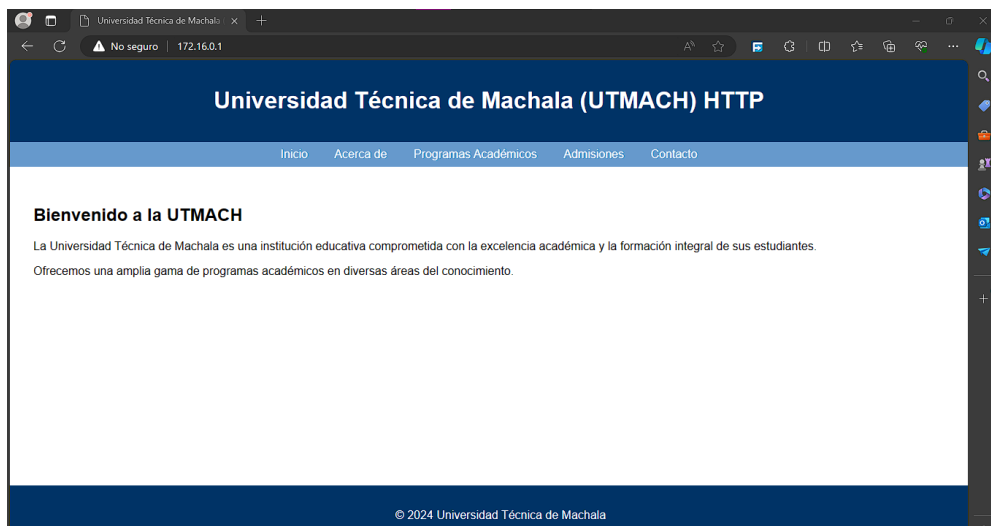 Universidad Técnica de Machala
No seguro 172.16.0.1
Universidad Técnica de Machala (UTMACH) HTTP
Inicio Acerca de Programas Académicos Admisiones Contacto
Bienvenido a la UTMACH
La Universidad Técnica de Machala es una institución educativa comprometida con la excelencia académica y la formación integral de sus estudiantes.
Ofrecemos una amplia gama de programas académicos en diversas áreas del conocimiento.
© 2024 Universidad Técnica de Machala